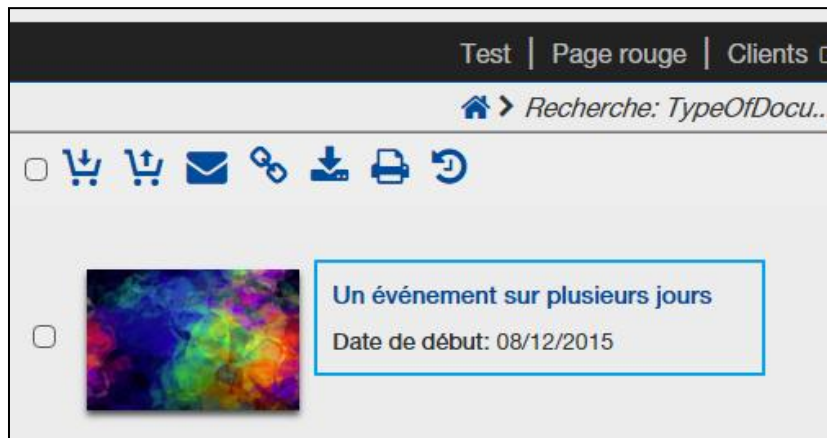 Test | Page rouge | Clients
Recherche: TypeOfDocu..
Un événement sur plusieurs jours
Date de début: 08/12/2015